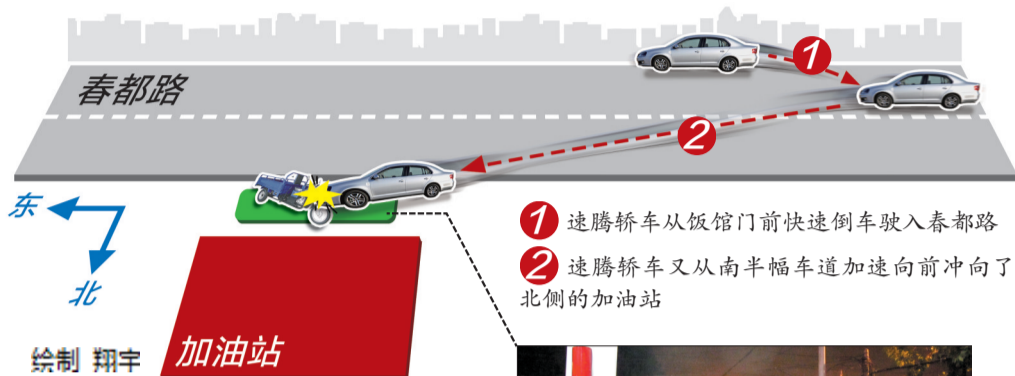 春都路
1
2
东
北
1 速腾轿车从饭馆门前快速倒车驶入春都路
2 速腾轿车又从南半幅车道加速向前冲向了
北侧的加油站
加油站
绘制 翔宇